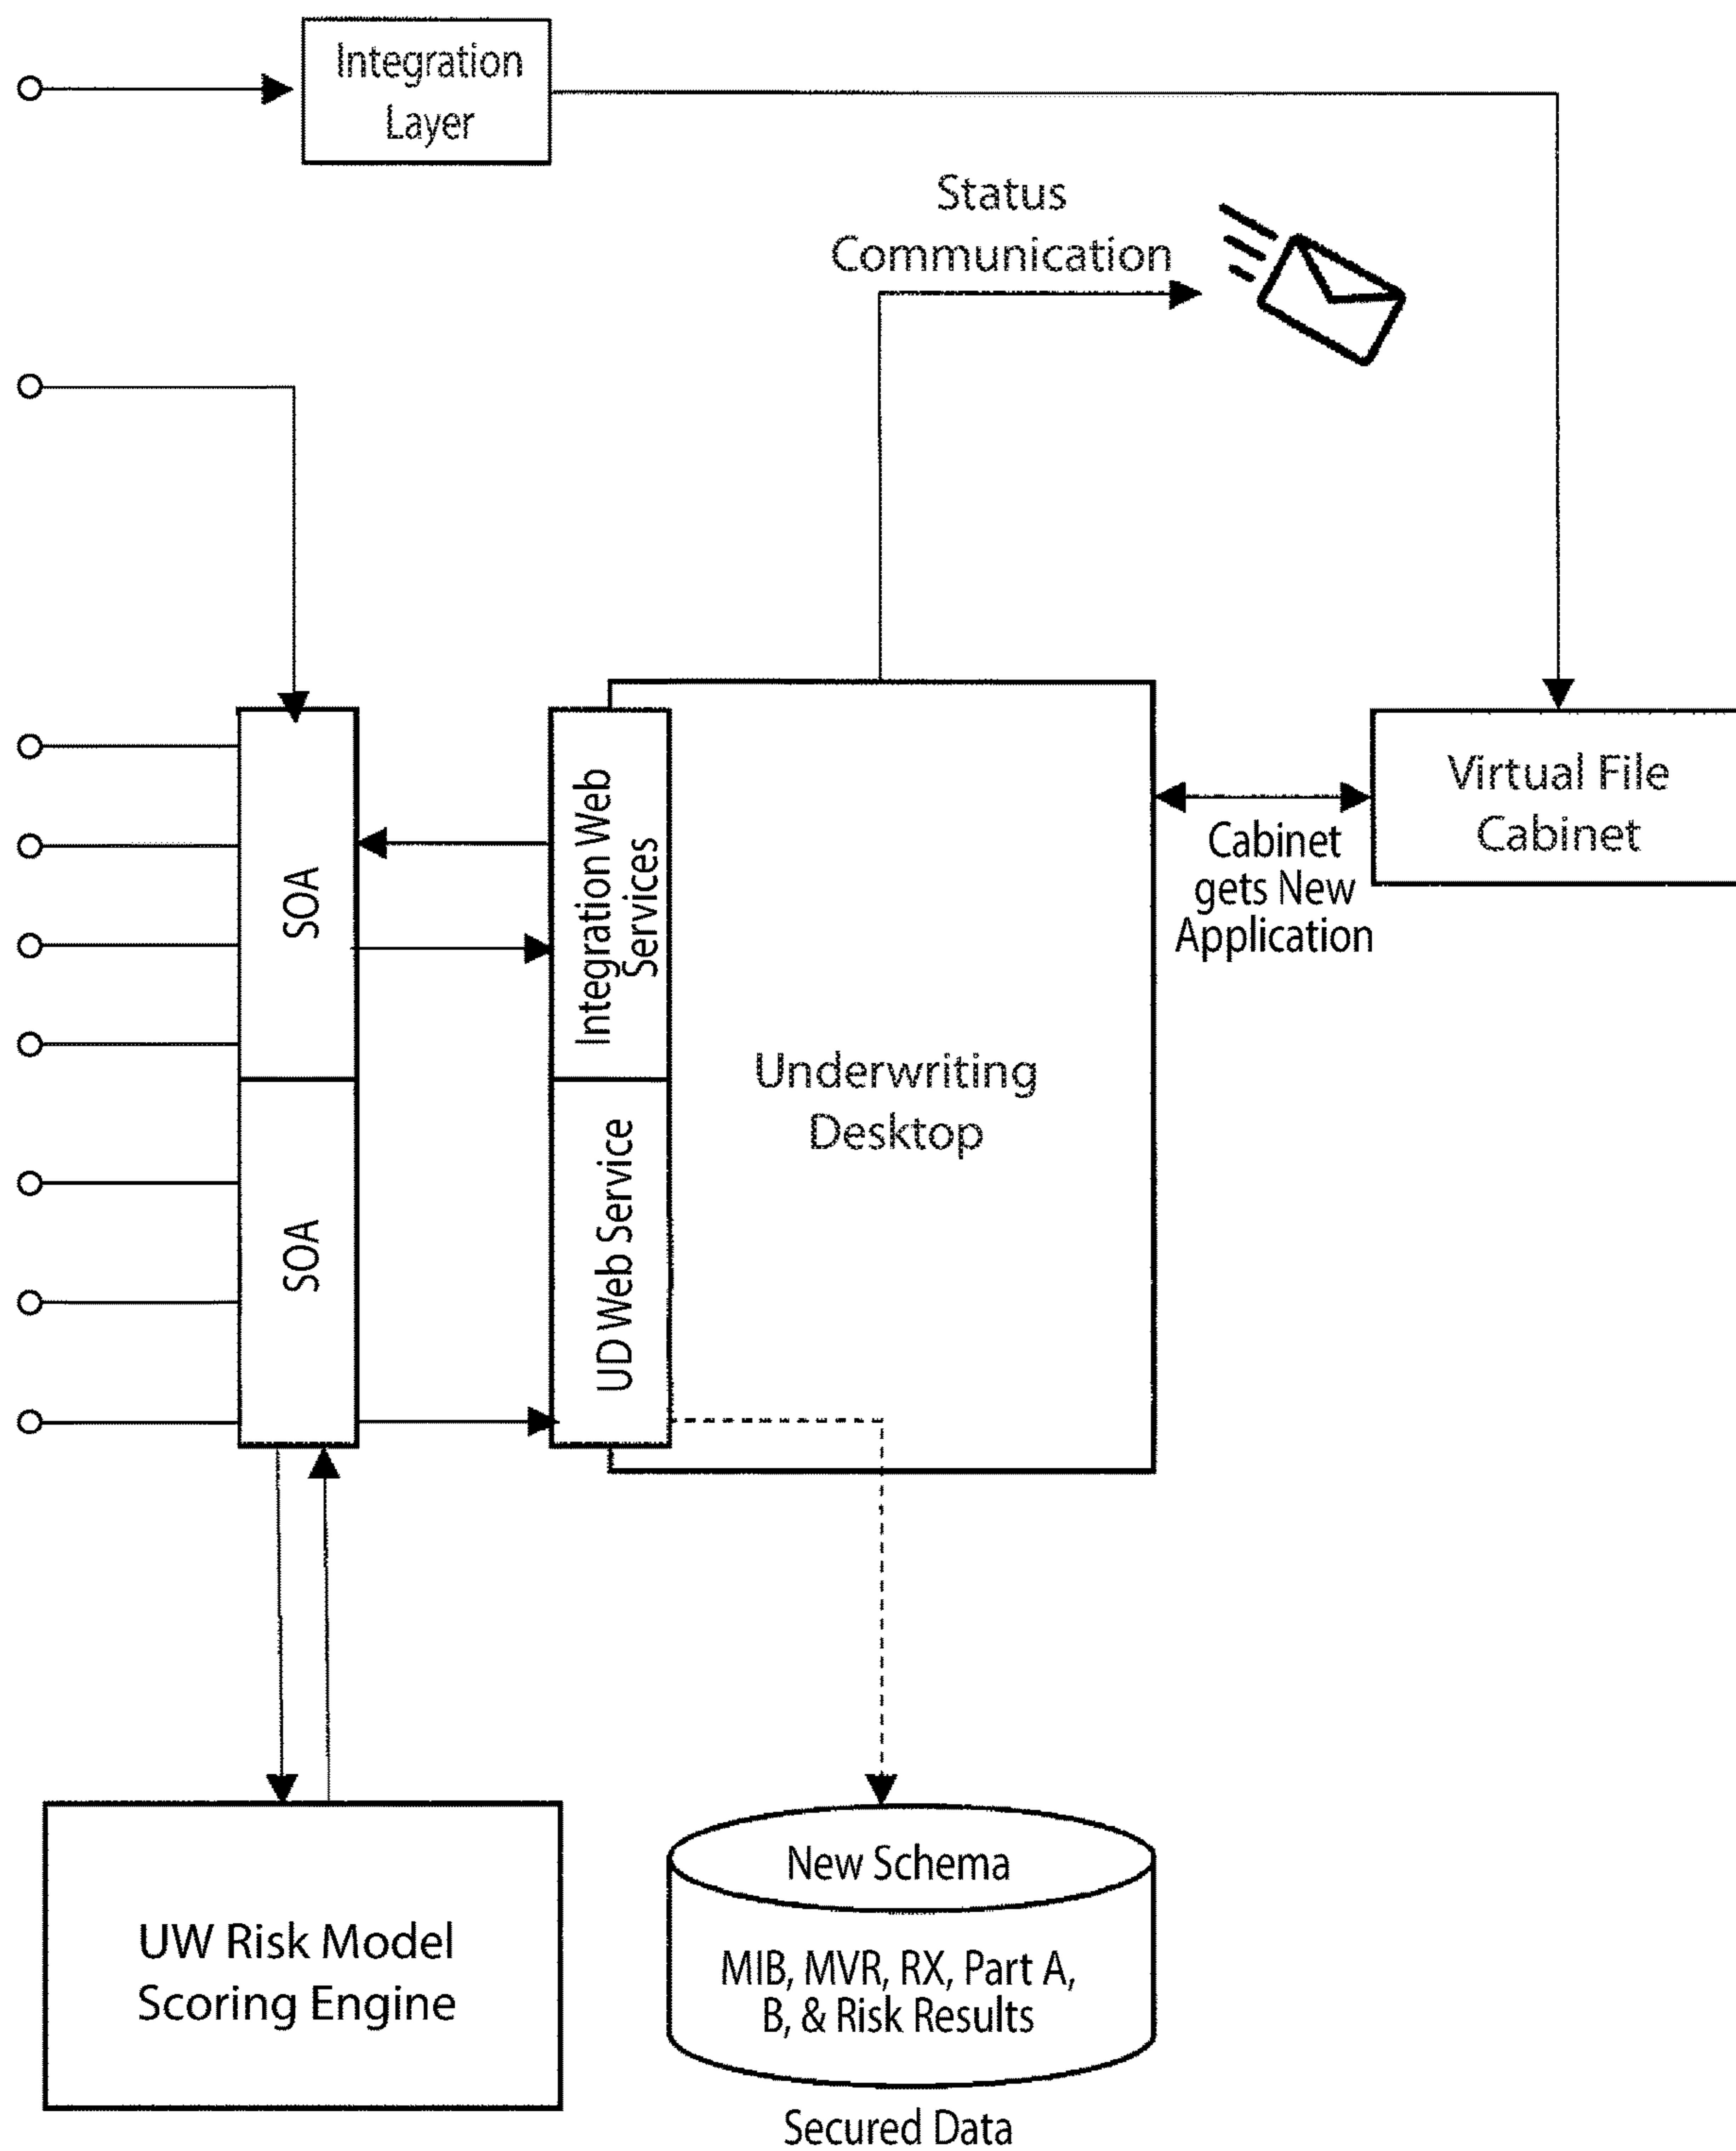 Integration
Layer
Status
Communication
SOA
Integration Web
Services
Virtual File
Cabinet
Cabinet
gets New
Application
Underwriting
Desktop
SOA
UD Web Service
New Schema
MIB, MVR, RX, Part A,
B, & Risk Results
UW Risk Model
Scoring Engine
Secured Data